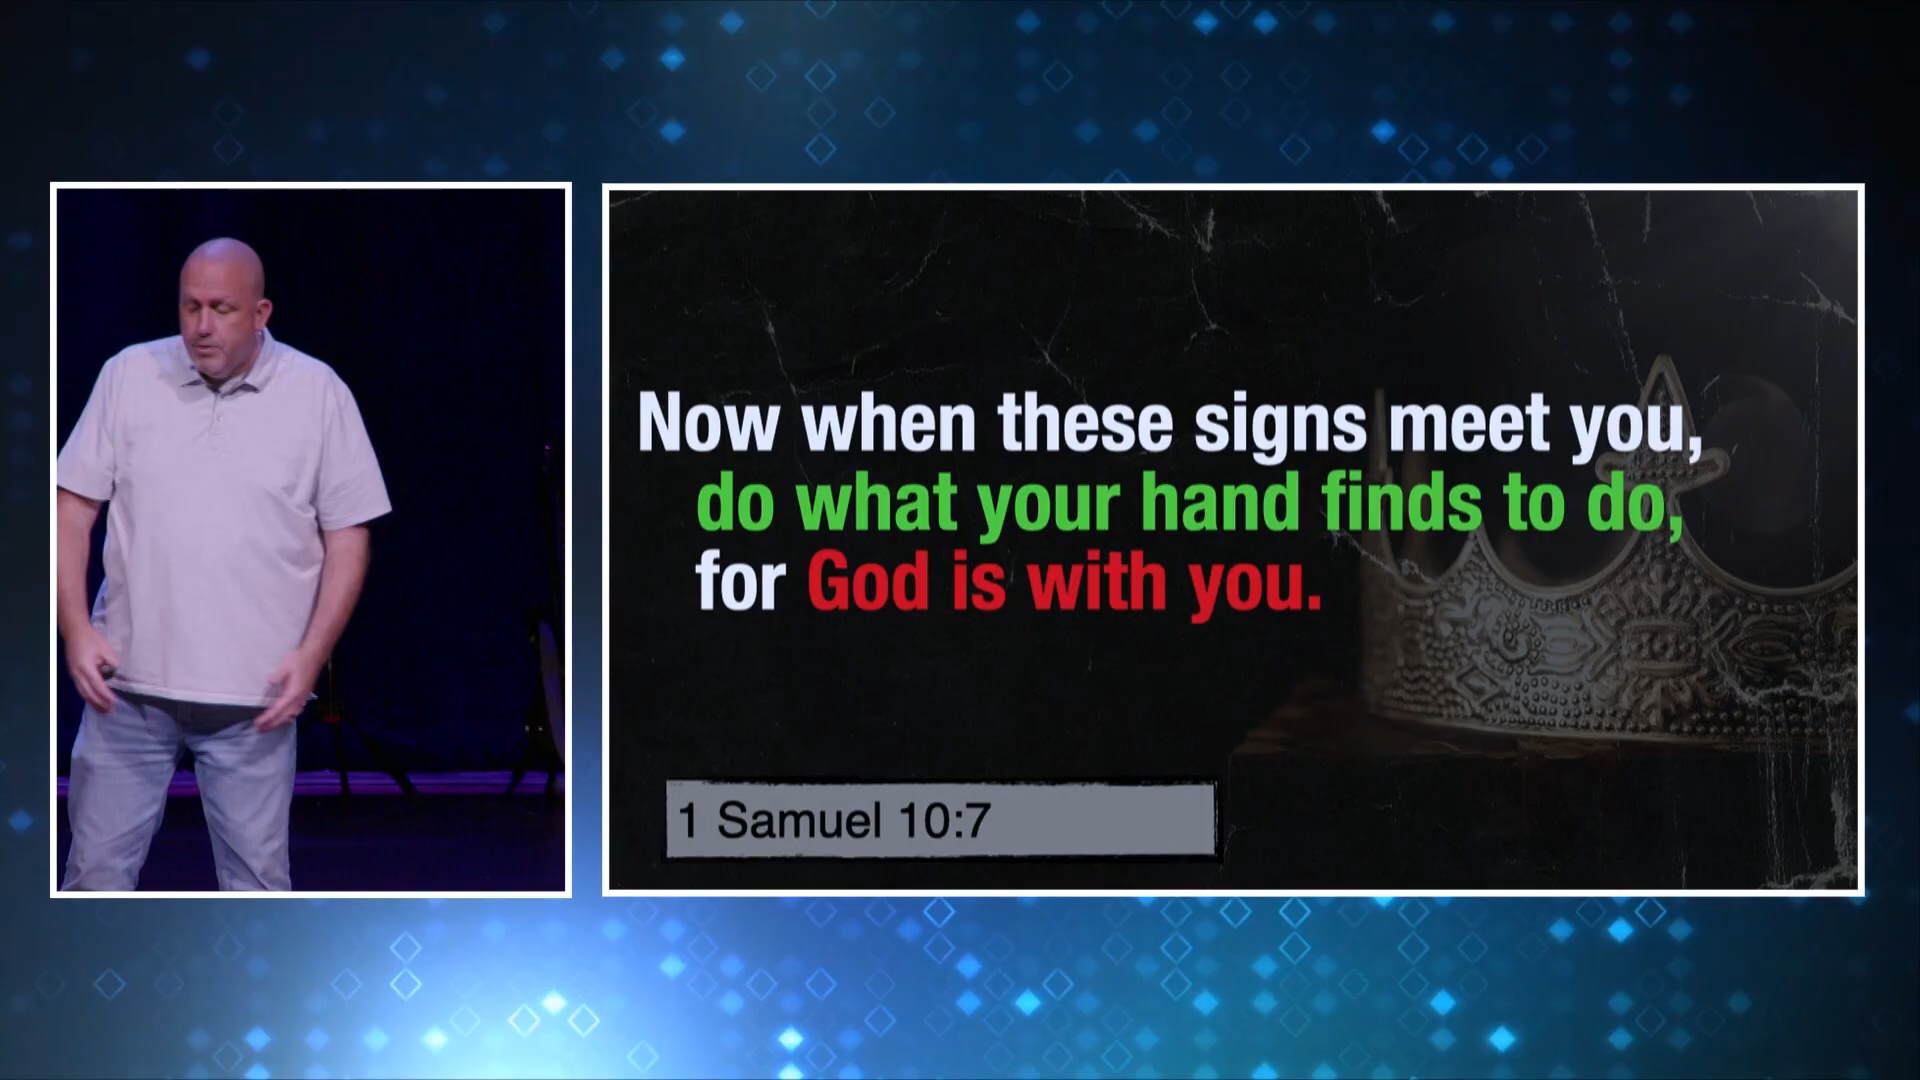 Now when these signs meet you,
do what your hand finds to do,
for God is with you.
1 Samuel 10:7